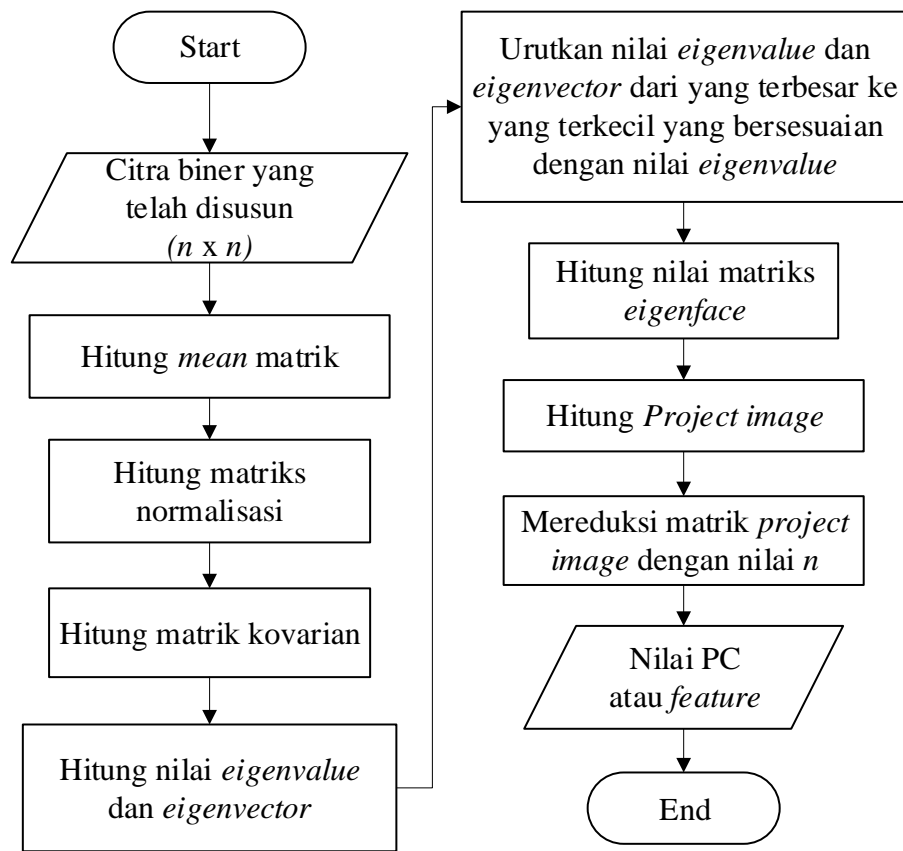 Start
Citra biner yang
telah disusun
(n x n)
Hitung mean matrik
Hitung matriks
normalisasi
Hitung matrik kovarian
Hitung nilai eigenvalue
dan eigenvector
Urutkan nilai eigenvalue dan
eigenvector dari yang terbesar ke
yang terkecil yang bersesuaian
dengan nilai eigenvalue
Hitung nilai matriks
eigenface
Hitung Project image
Mereduksi matrik project
image dengan nilai n
Nilai PC
atau feature
End